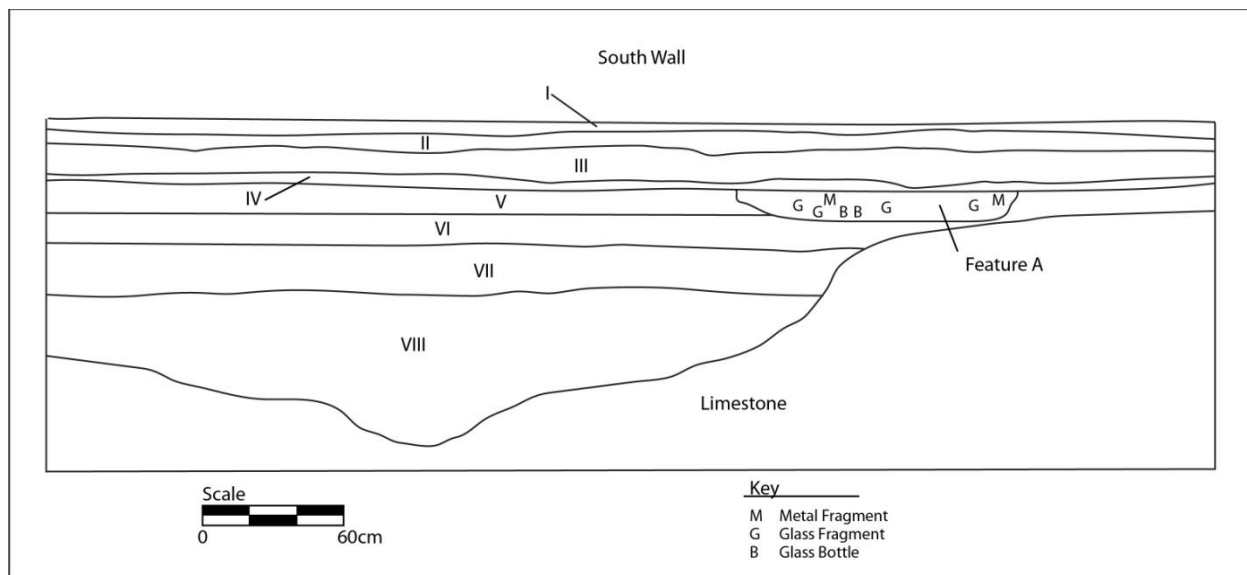 South Wall
I
II
III
IV
V
G G M B B G G M
VI
Feature A
VII
VIII
Limestone
Scale
0 60cm
Key
M Metal Fragment
G Glass Fragment
B Glass Bottle